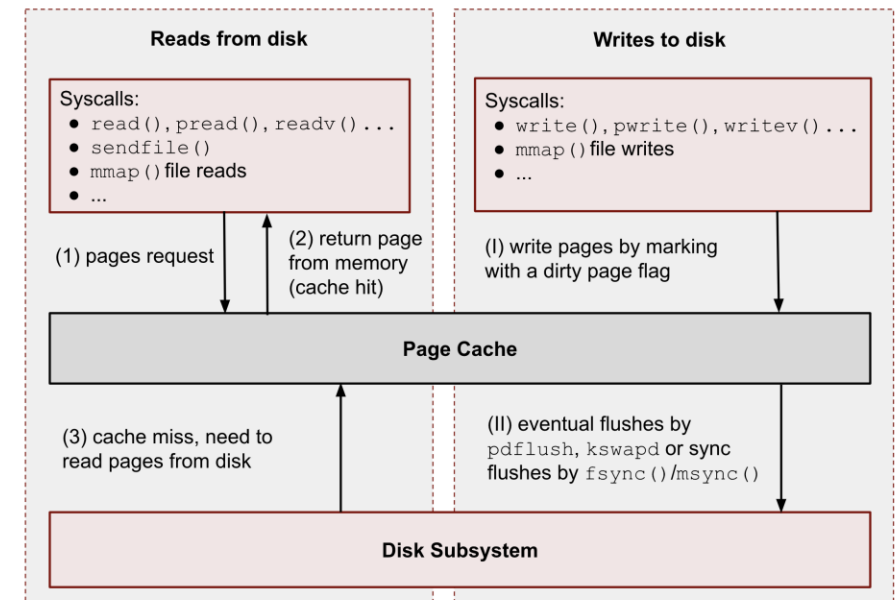 Reads from disk
Syscalls:
● read(), pread(), readv()...
● sendfile()
● mmap() file reads
● ...
(1) pages request
(2) return page
from memory
(cache hit)
Writes to disk
Syscalls:
● write(), pwrite(), writev()...
● mmap() file writes
● ...
(I) write pages by marking
with a dirty page flag
Page Cache
(3) cache miss, need to
read pages from disk
(II) eventual flushes by
pdflush, kswapd or sync
flushes by fsync()/msync()
Disk Subsystem